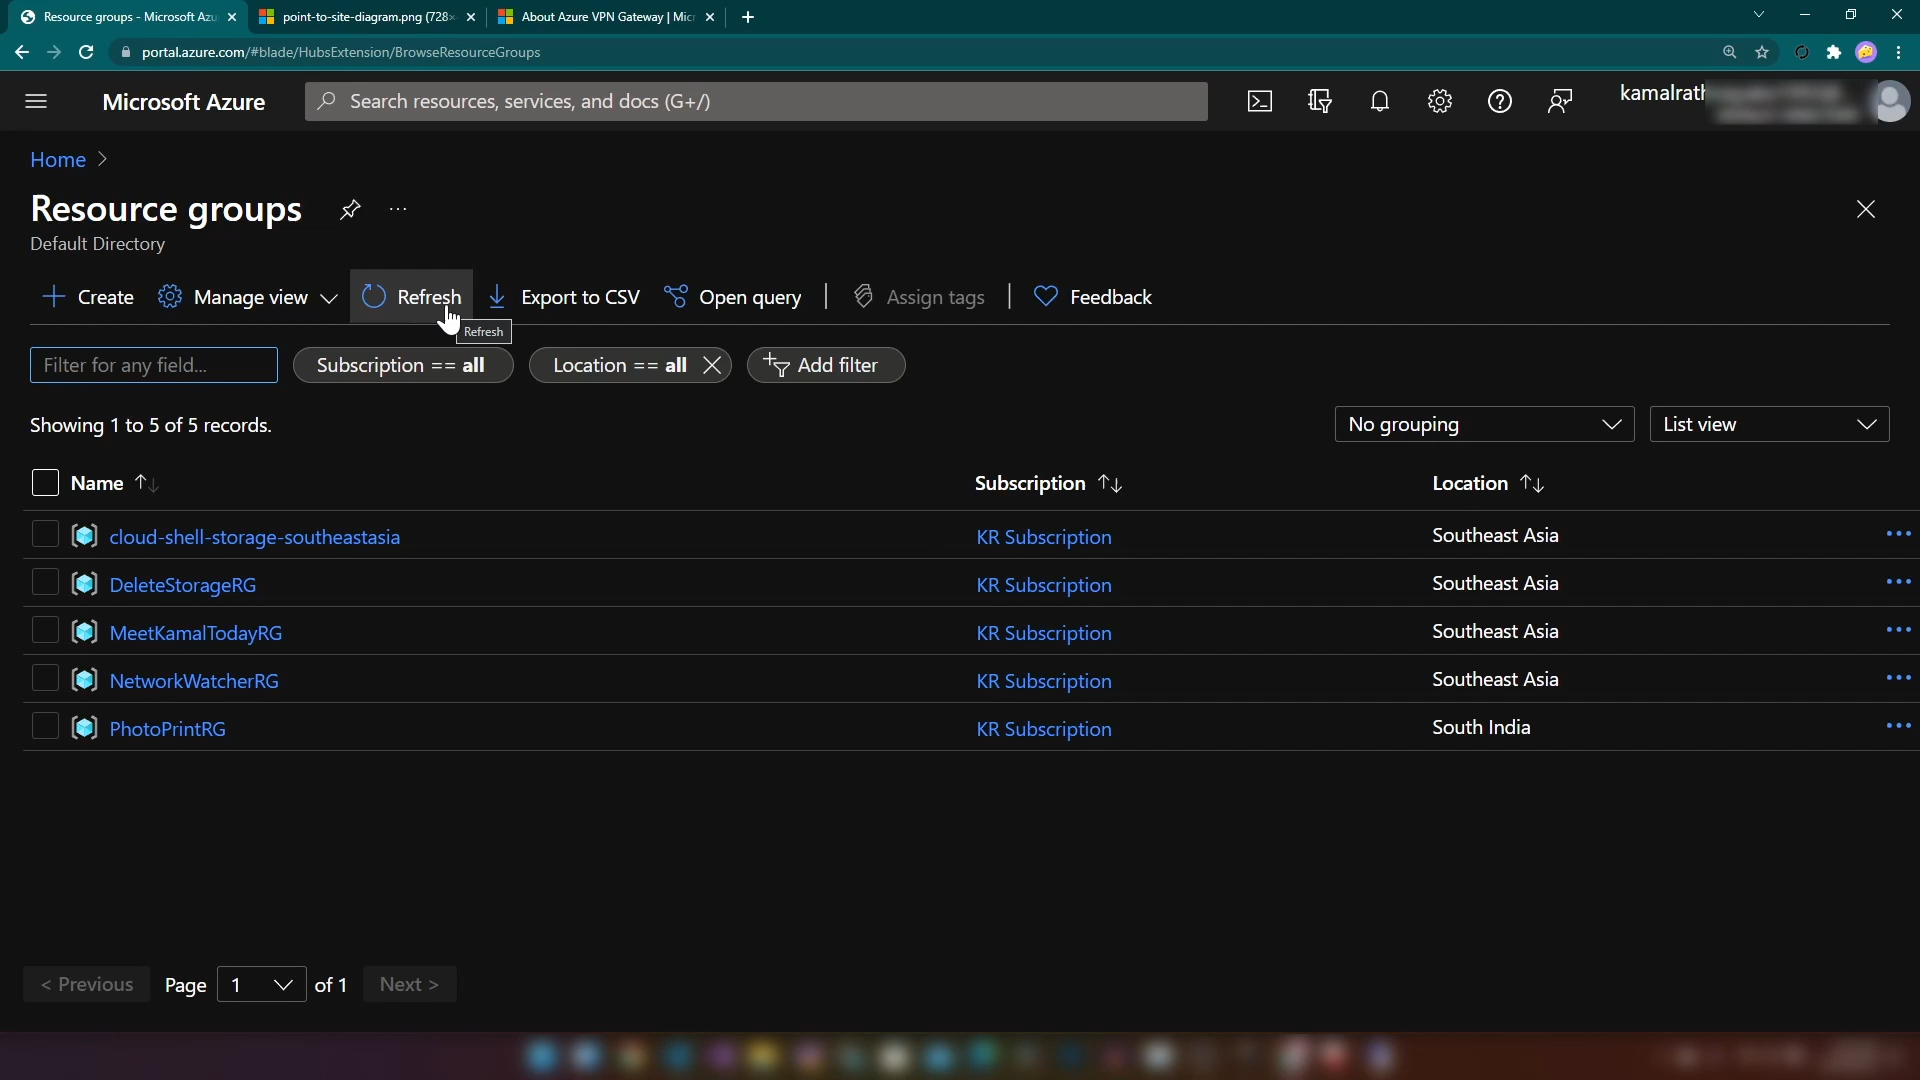 Resource groups - Microsoft Azu
point-to-site-diagram.png (728×
About Azure VPN Gateway | Mic
portal.azure.com/#blade/HubsExtension/BrowseResourceGroups
Microsoft Azure
Search resources, services, and docs (G+/)
kamalrath
Home >
Resource groups ...
Default Directory
+ Create
Manage view
Refresh
Export to CSV
Open query
Assign tags
Feedback
Refresh
Filter for any field...
Subscription == all
Location == all
Add filter
Showing 1 to 5 of 5 records.
No grouping
List view
Name ↑↓ Subscription ↑↓ Location ↑↓
cloud-shell-storage-southeastasia KR Subscription Southeast Asia ...
DeleteStorageRG KR Subscription Southeast Asia ...
MeetKamalTodayRG KR Subscription Southeast Asia ...
NetworkWatcherRG KR Subscription Southeast Asia ...
PhotoPrintRG KR Subscription South India ...
< Previous Page 1 of 1 Next >